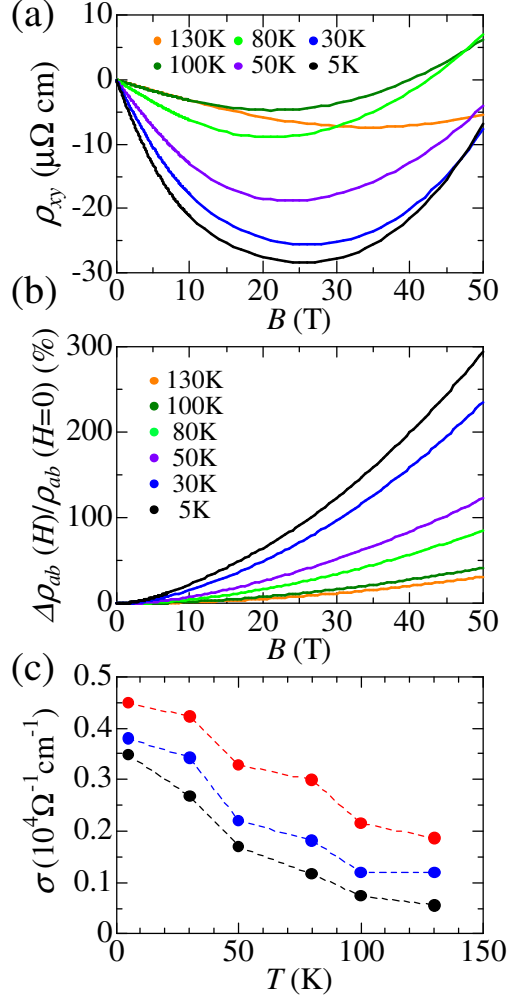 (a)
130K 80K 30K
100K 50K 5K
10
0
-10
-20
-30
ρxy (μΩ cm)
0 10 20 30 40 50
B (T)
(b)
300
200
100
0
Δρab (H)/ρab (H=0) (%)
130K
100K
80K
50K
30K
5K
0 10 20 30 40 50
B (T)
(c)
0.5
0.4
0.3
0.2
0.1
0
σ (10⁴Ω⁻¹cm⁻¹)
0 50 100 150
T (K)